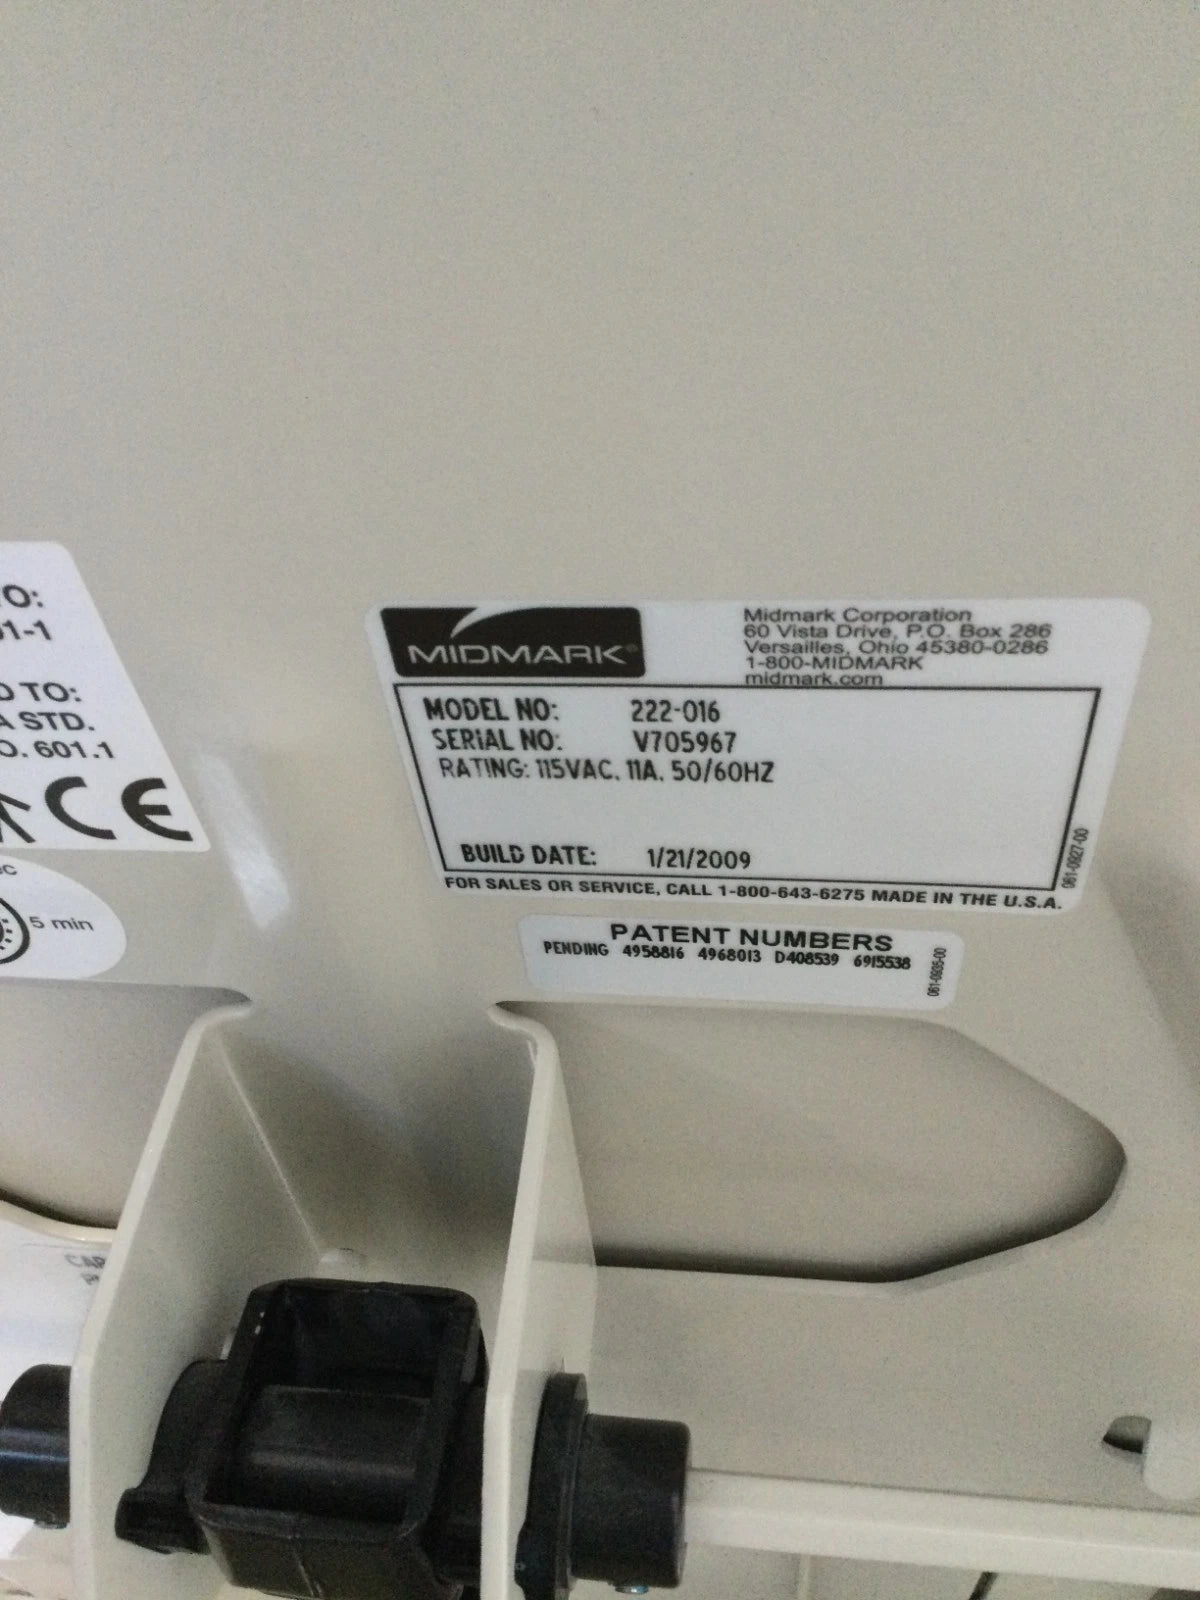 O:
01-1
D TO:
A STD.
O. 601.1
CE
5 min
MIDMARK®
Midmark Corporation
60 Vista Drive, P.O. Box 286
Versailles, Ohio 45380-0286
1-800-MIDMARK
midmark.com
MODEL NO: 222-016
SERIAL NO: V705967
RATING: 115VAC, 11A, 50/60HZ
BUILD DATE: 1/21/2009
061-0927-00
FOR SALES OR SERVICE, CALL 1-800-643-6275 MADE IN THE U.S.A.
PATENT NUMBERS
PENDING 4958816 4968013 D408539 6915538
CAR